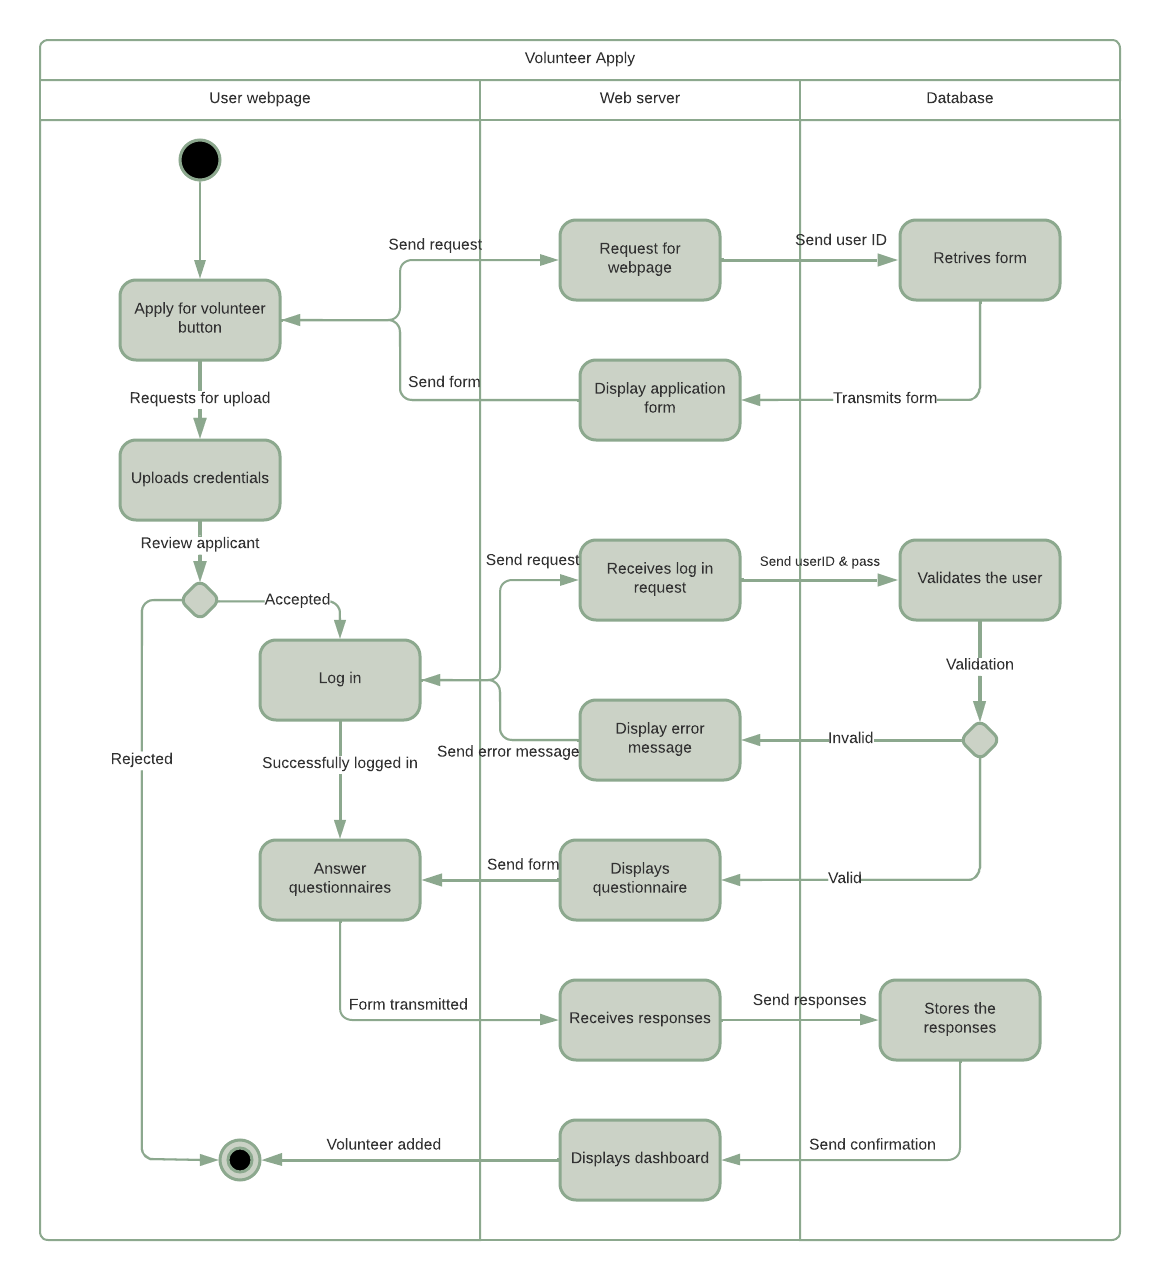 Volunteer Apply
User webpage
Web server
Database
Send request
Request for
webpage
Send user ID
Retrives form
Apply for volunteer
button
Send form
Display application
form
Transmits form
Requests for upload
Uploads credentials
Review applicant
Send request
Receives log in
request
Send userID & pass
Validates the user
Accepted
Log in
Validation
Display error
message
Invalid
Send error message
Rejected
Successfully logged in
Answer
questionnaires
Send form
Displays
questionnaire
Valid
Form transmitted
Receives responses
Send responses
Stores the
responses
Volunteer added
Displays dashboard
Send confirmation